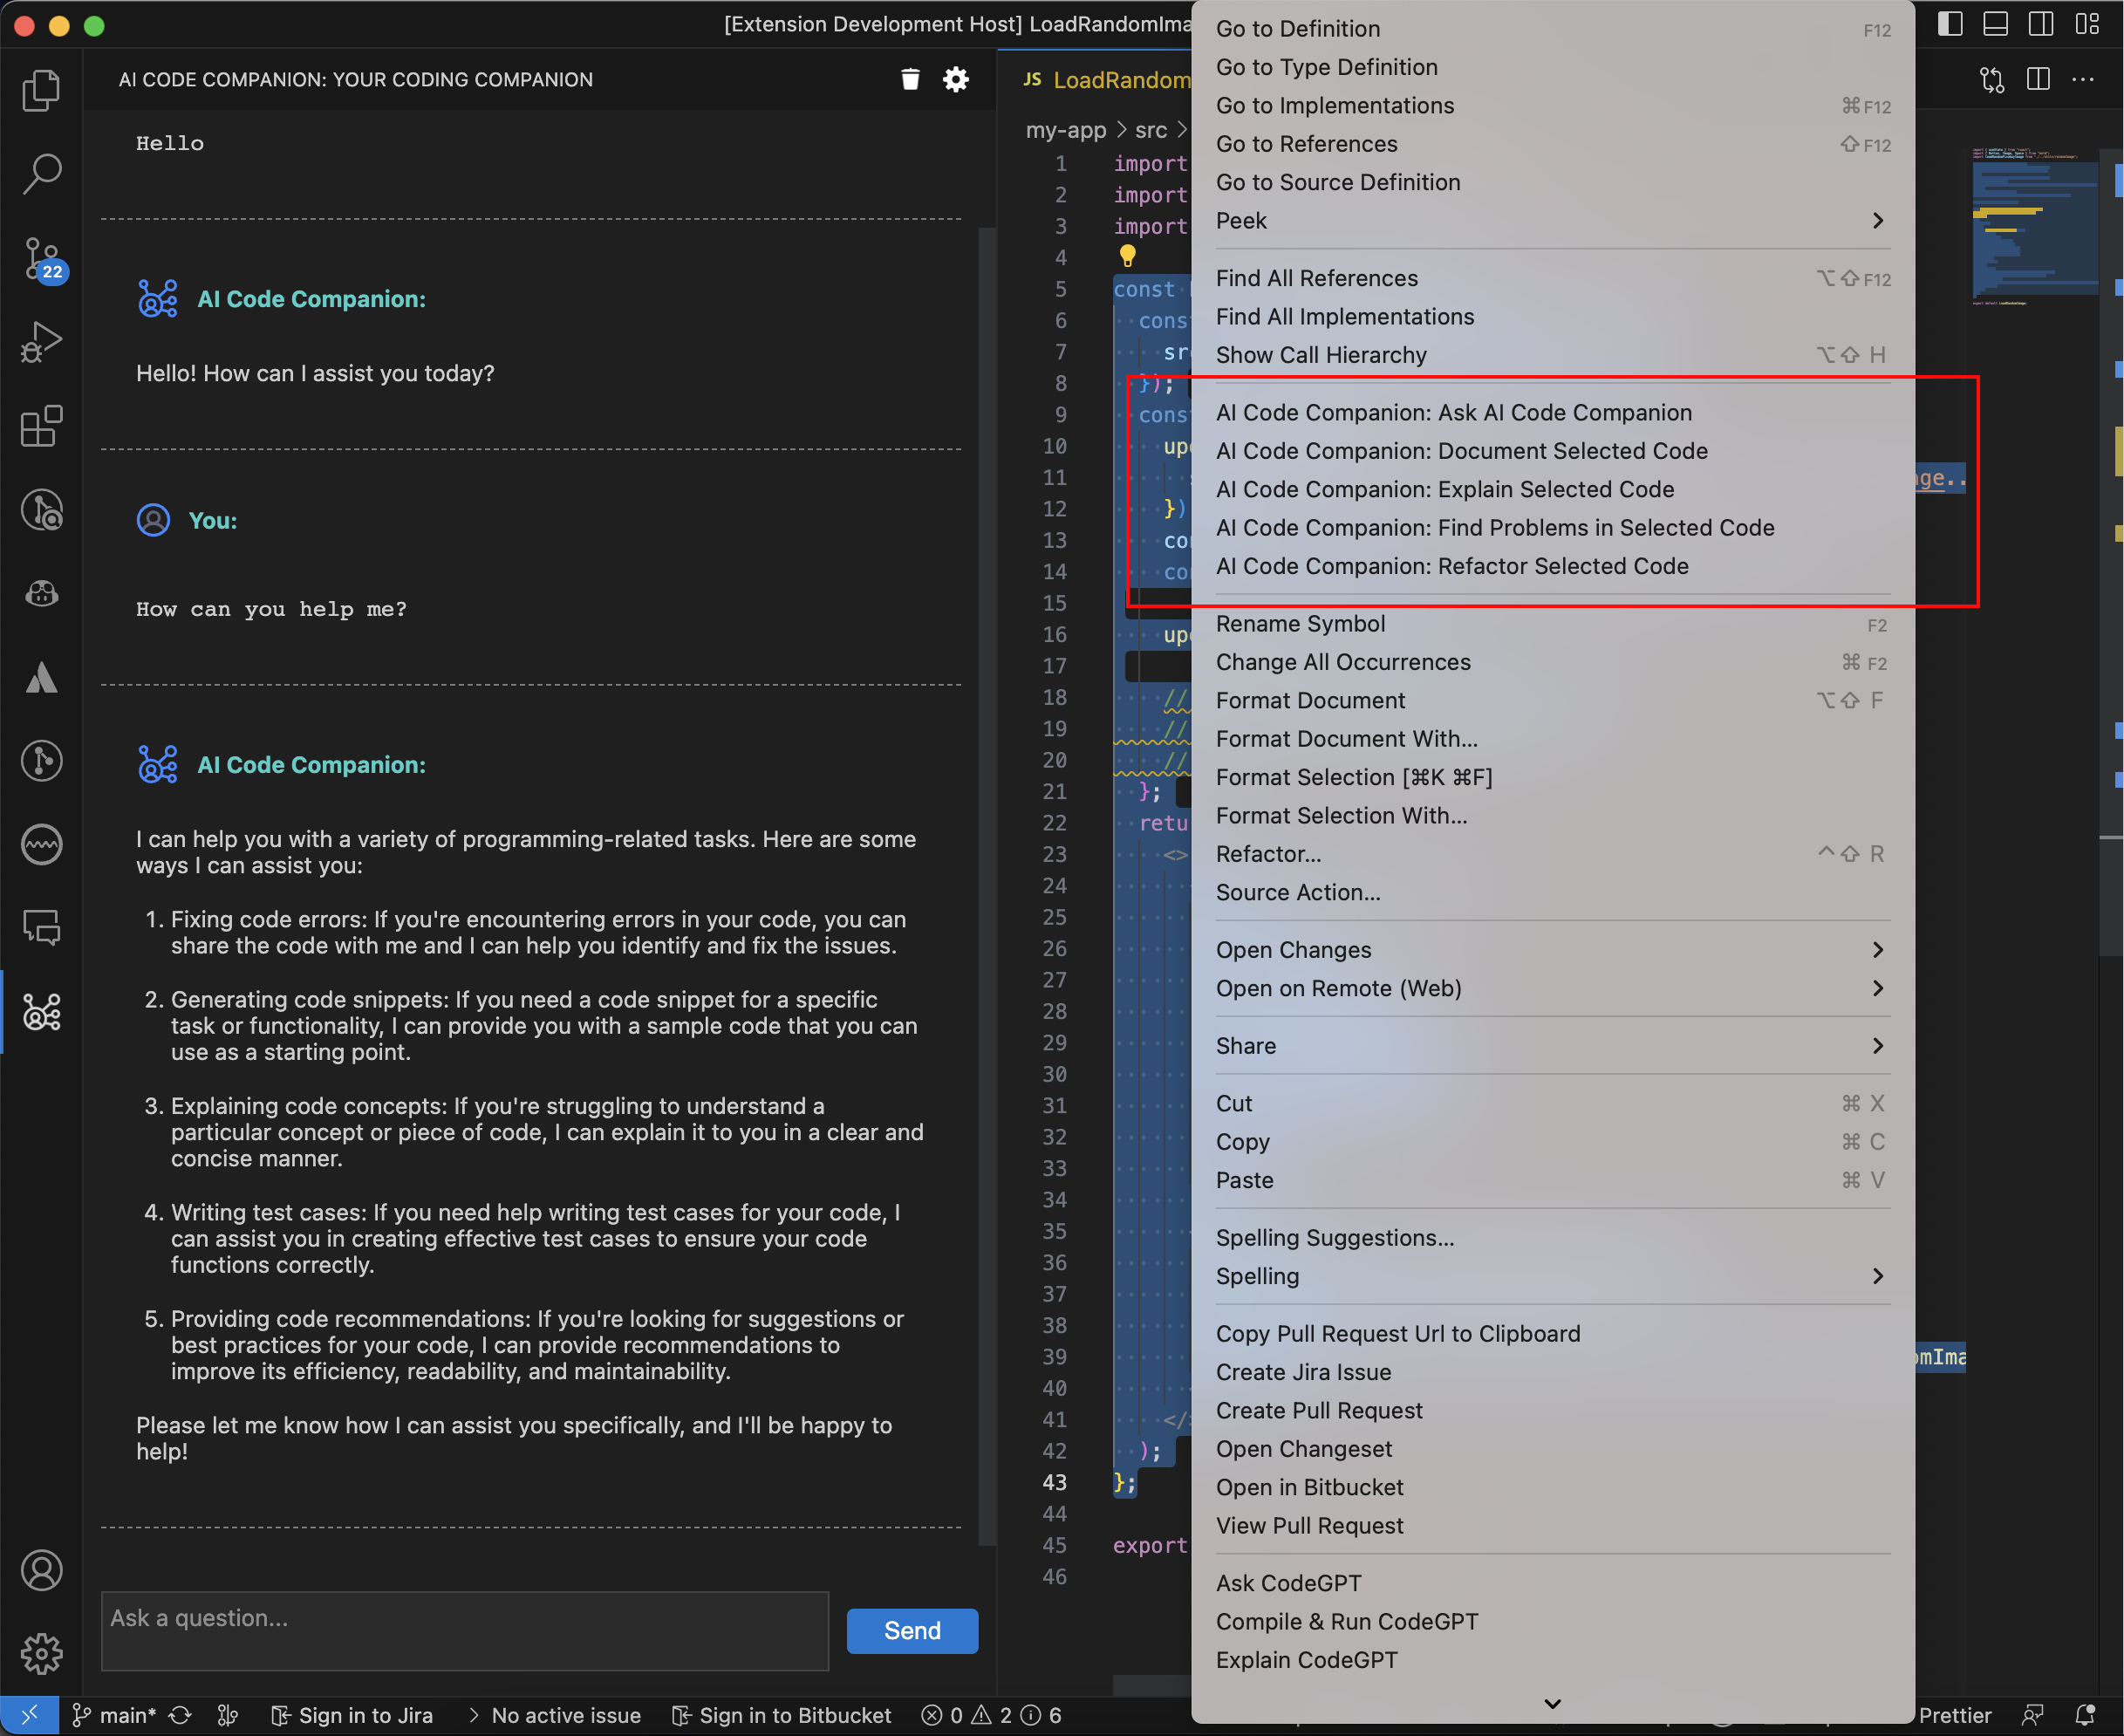 [Extension Development Host] LoadRandomIma
AI CODE COMPANION: YOUR CODING COMPANION
Hello
AI Code Companion:
Hello! How can I assist you today?
You:
How can you help me?
AI Code Companion:
I can help you with a variety of programming-related tasks. Here are some
ways I can assist you:
1. Fixing code errors: If you're encountering errors in your code, you can
share the code with me and I can help you identify and fix the issues.
2. Generating code snippets: If you need a code snippet for a specific
task or functionality, I can provide you with a sample code that you can
use as a starting point.
3. Explaining code concepts: If you're struggling to understand a
particular concept or piece of code, I can explain it to you in a clear and
concise manner.
4. Writing test cases: If you need help writing test cases for your code, I
can assist you in creating effective test cases to ensure your code
functions correctly.
5. Providing code recommendations: If you're looking for suggestions or
best practices for your code, I can provide recommendations to
improve its efficiency, readability, and maintainability.
Please let me know how I can assist you specifically, and I'll be happy to
help!
Ask a question...
Send
22
JS LoadRandom
my-app > src >
1 import
2 import
3 import
4
5 const
6 cons
7 sr
8 });
9 cons
10 upd
11 age..
12 })
13 con
14 con
15
16 upd
17
18 //
19 //
20 //
21 };
22 retu
23 <>
24
25
26
27
28
29
30
31
32
33
34
35
36
37
38
39 omIma
40
41 </
42 );
43 };
44
45 export
46
Go to Definition F12
Go to Type Definition
Go to Implementations ⌘F12
Go to References ⇧F12
Go to Source Definition
Peek >
Find All References ⌥⇧F12
Find All Implementations
Show Call Hierarchy ⌥⇧ H
AI Code Companion: Ask AI Code Companion
AI Code Companion: Document Selected Code
AI Code Companion: Explain Selected Code
AI Code Companion: Find Problems in Selected Code
AI Code Companion: Refactor Selected Code
Rename Symbol F2
Change All Occurrences ⌘ F2
Format Document ⌥⇧ F
Format Document With...
Format Selection [⌘K ⌘F]
Format Selection With...
Refactor... ^⇧ R
Source Action...
Open Changes >
Open on Remote (Web) >
Share >
Cut ⌘ X
Copy ⌘ C
Paste ⌘ V
Spelling Suggestions...
Spelling >
Copy Pull Request Url to Clipboard
Create Jira Issue
Create Pull Request
Open Changeset
Open in Bitbucket
View Pull Request
Ask CodeGPT
Compile & Run CodeGPT
Explain CodeGPT
main* Sign in to Jira > No active issue Sign in to Bitbucket 0 2 6 Prettier